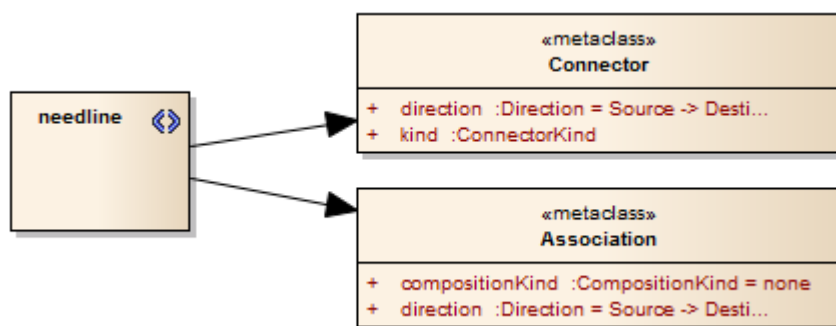 needline
«metaclass»
Connector
+ direction :Direction = Source -> Desti...
+ kind :ConnectorKind
«metaclass»
Association
+ compositionKind :CompositionKind = none
+ direction :Direction = Source -> Desti...